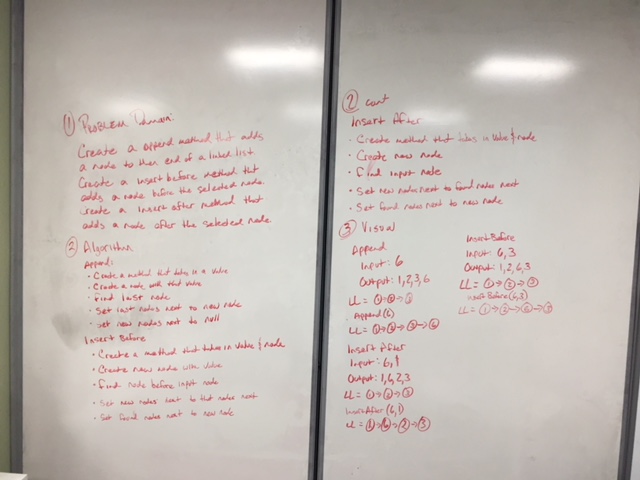 ① Problem Domain:
Create a append method that adds
a node to then end of a linked list
Create a insert before method that
adds a node before the selected node.
Create a insert after method that
adds a node after the selected node
② Algorithm
Append:
• Create a method that takes in a value
• Create a node with that value
• Find last node
• Set last nodes next to new node
• Set new nodes next to null
Insert Before
• Create a method that takes in value & node
• Create new node with value
• Find node before input node
• Set new nodes next to that nodes next
• Set found nodes next to new node
② cont
Insert After
• Create method that takes in value & node
• Create new node
• Find input node
• Set new nodes next to found nodes next
• Set found nodes next to new node
③ Visual
Append
Input: 6
Output: 1,2,3,6
LL = ①→②→③
Append(6)
LL = ①→②→③→⑥
Insert After
Input: 6,1
Output: 1,6,2,3
LL = ①→②→③
InsertAfter(6,1)
LL = ①→⑥→②→③
Insert Before
Input: 6,3
Output: 1,2,6,3
LL = ①→②→③
InsertBefore(6,3)
LL = ①→②→⑥→③